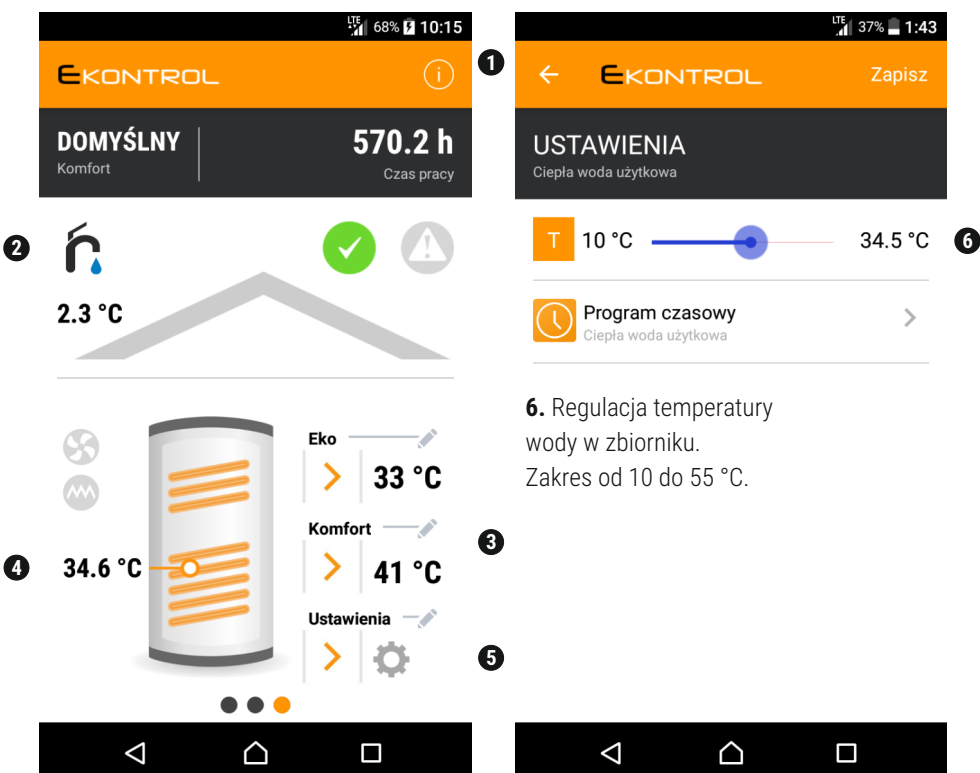 LTE 68% 10:15
EKONTROL i
DOMYŚLNY 570.2 h
Komfort Czas pracy
2
2.3 °C
Eko
33 °C
Komfort
4 34.6 °C 41 °C
Ustawienia
LTE 37% 1:43
1 EKONTROL Zapisz
USTAWIENIA
Ciepła woda użytkowa
T 10 °C 34.5 °C 6
Program czasowy
Ciepła woda użytkowa
6. Regulacja temperatury
wody w zbiorniku.
Zakres od 10 do 55 °C.
3
5